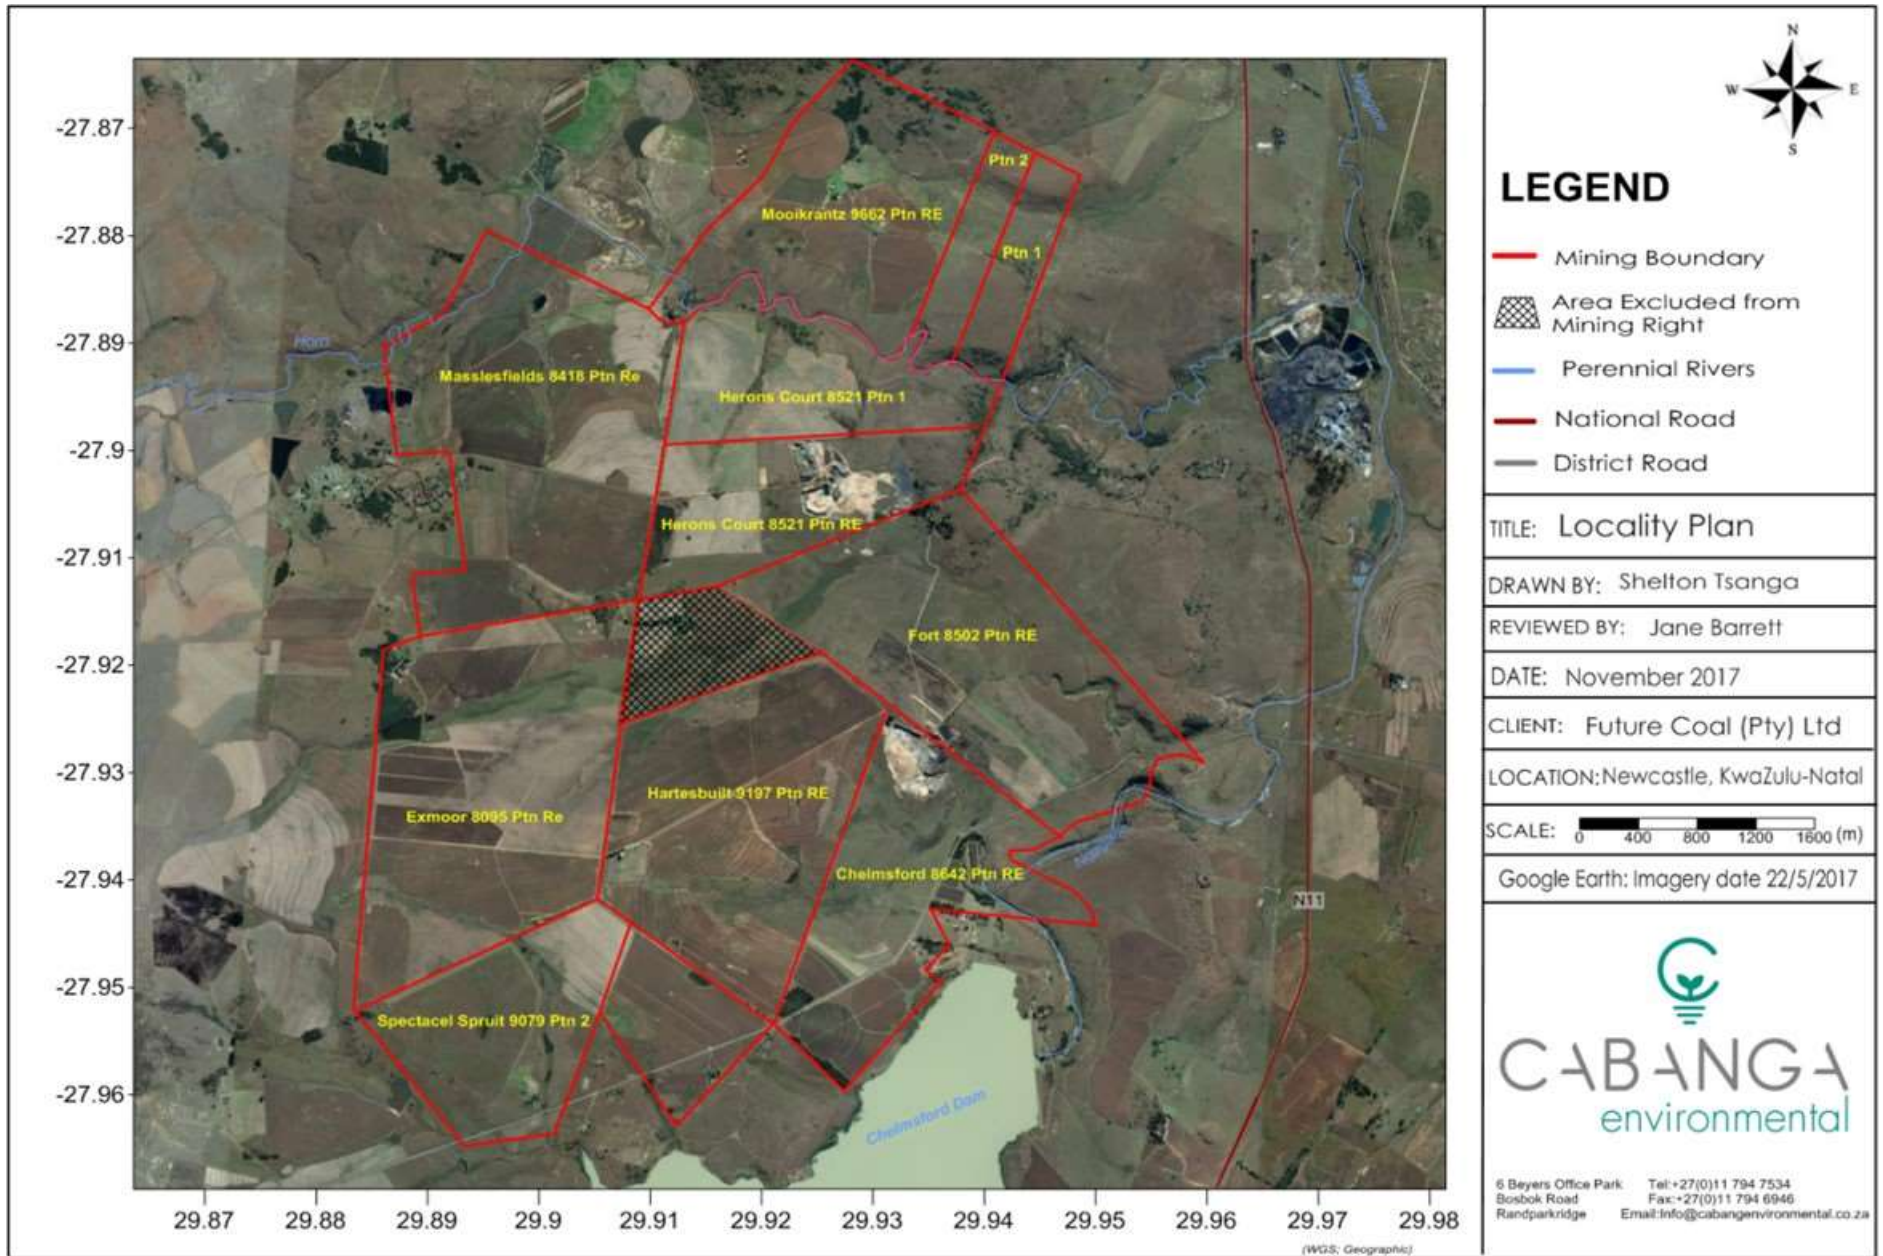 -27.87
-27.88
-27.89
-27.9
-27.91
-27.92
-27.93
-27.94
-27.95
-27.96
29.87
29.88
29.89
29.9
29.91
29.92
29.93
29.94
29.95
29.96
29.97
29.98
(WGS; Geographic)
Ptn 2
Mooikrantz 9662 Ptn RE
Ptn 1
Horn
Masslesfields 8418 Ptn Re
Herons Court 8521 Ptn 1
Herons Court 8521 Ptn RE
Fort 8502 Ptn RE
Hartesbuilt 9197 Ptn RE
Exmoor 8095 Ptn Re
Chelmsford 8642 Ptn RE
N11
Spectacel Spruit 9079 Ptn 2
Chelmsford Dam
N
W
E
S
LEGEND
Mining Boundary
Area Excluded from
Mining Right
Perennial Rivers
National Road
District Road
TITLE: Locality Plan
DRAWN BY: Shelton Tsanga
REVIEWED BY: Jane Barrett
DATE: November 2017
CLIENT: Future Coal (Pty) Ltd
LOCATION: Newcastle, KwaZulu-Natal
SCALE: 0 400 800 1200 1600 (m)
Google Earth: Imagery date 22/5/2017
CABANGA
environmental
6 Beyers Office Park Tel:+27(0)11 794 7534
Bosbok Road Fax:+27(0)11 794 6946
Randparkridge Email:Info@cabangenvironmental.co.za